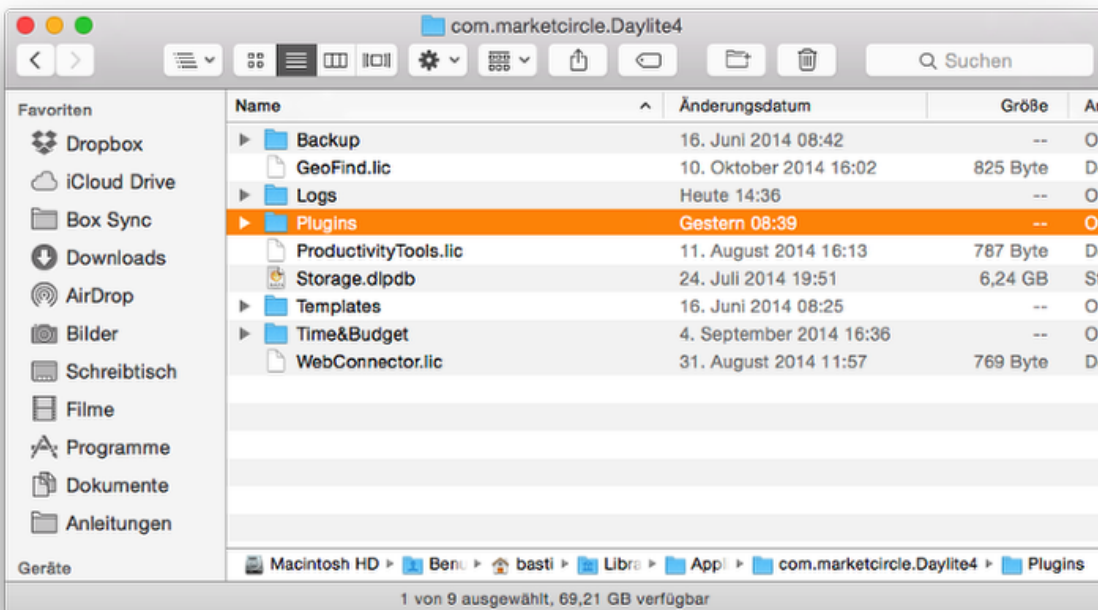 com.marketcircle.Daylite4
Suchen
Favoriten
Dropbox
iCloud Drive
Box Sync
Downloads
AirDrop
Bilder
Schreibtisch
Filme
Programme
Dokumente
Anleitungen
Geräte
Name Änderungsdatum Größe
Backup 16. Juni 2014 08:42 --
GeoFind.lic 10. Oktober 2014 16:02 825 Byte D
Logs Heute 14:36 -- O
Plugins Gestern 08:39 -- O
ProductivityTools.lic 11. August 2014 16:13 787 Byte D
Storage.dlpdb 24. Juli 2014 19:51 6,24 GB
Templates 16. Juni 2014 08:25 -- O
Time&Budget 4. September 2014 16:36 -- O
WebConnector.lic 31. August 2014 11:57 769 Byte D
Macintosh HD Benu basti Libra Appl com.marketcircle.Daylite4 Plugins
1 von 9 ausgewählt, 69,21 GB verfügbar